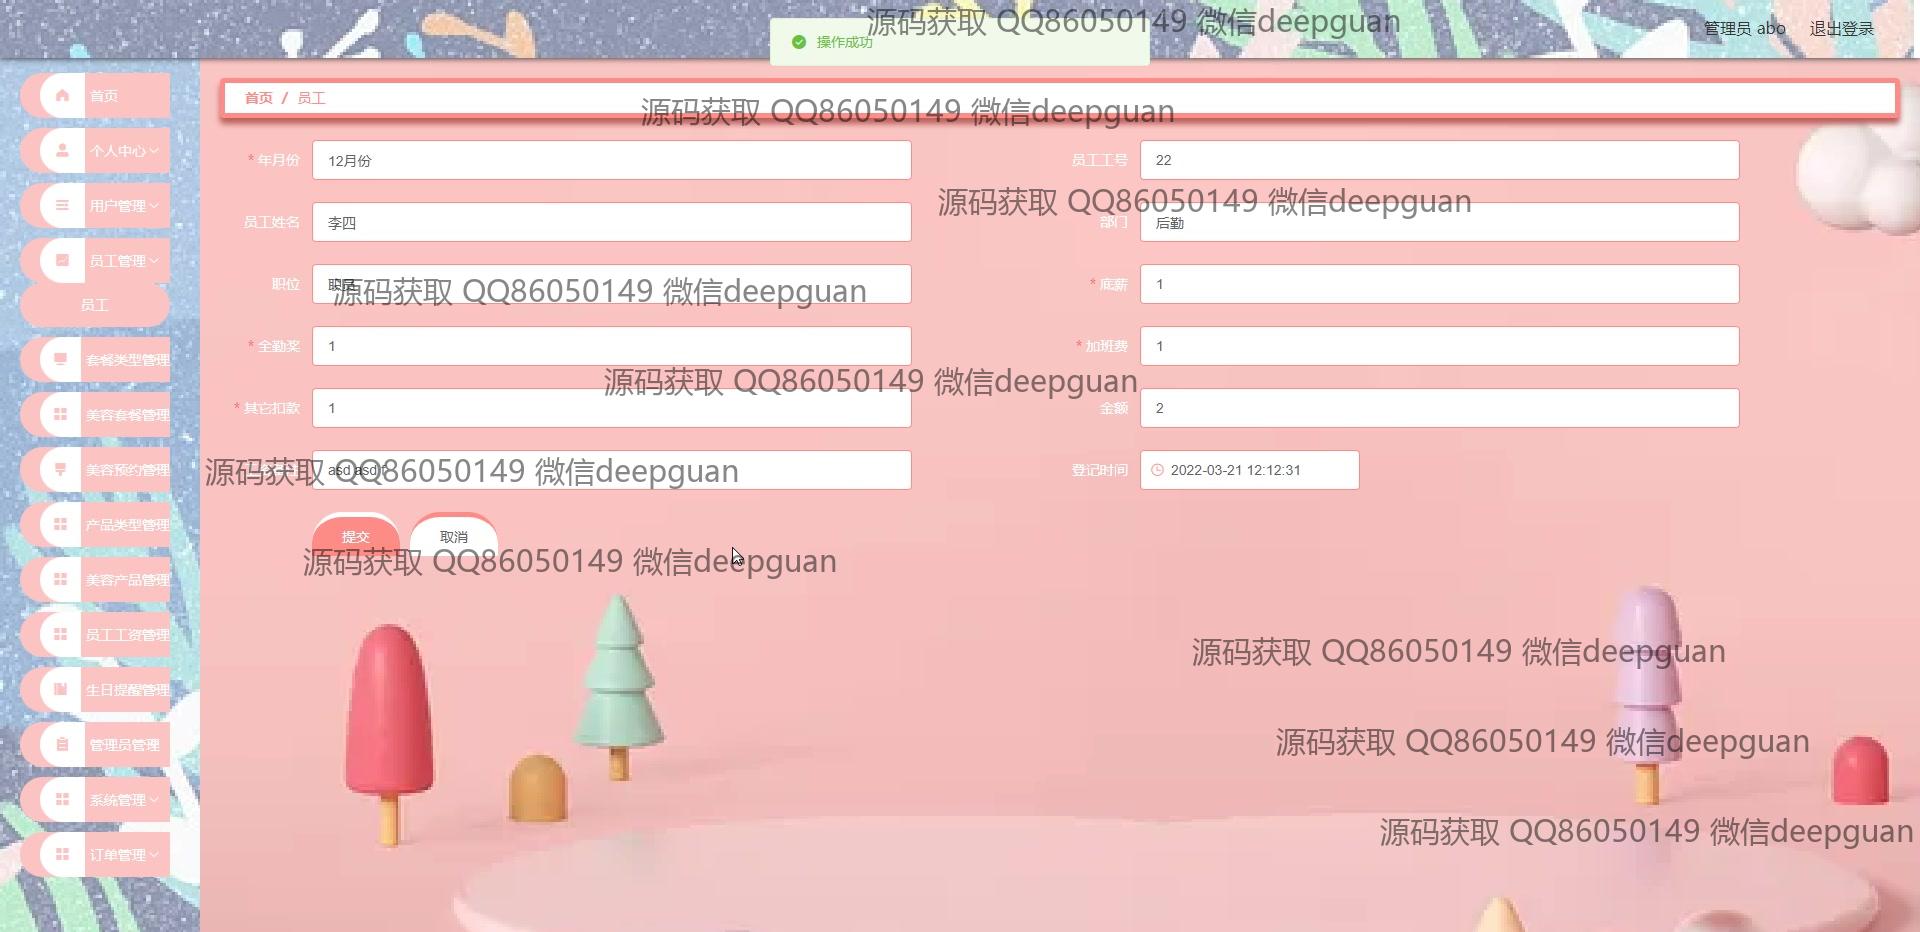 源码获取 QQ86050149 微信deepguan
操作成功
管理员 abo 退出登录
首页
首页 / 员工
源码获取 QQ86050149 微信deepguan
个人中心
* 年月份 12月份
员工工号 22
用户管理
源码获取 QQ86050149 微信deepguan
员工姓名 李四
部门 后勤
员工管理
员工
职位
源码获取 QQ86050149 微信deepguan
* 底薪 1
套餐类型管理
* 全勤奖 1
* 加班费 1
源码获取 QQ86050149 微信deepguan
美容套餐管理
* 其它扣款 1
金额 2
美容预约管理
源码获取 QQ86050149 微信deepguan
登记时间 2022-03-21 12:12:31
产品类型管理
提交 取消
源码获取 QQ86050149 微信deepguan
美容产品管理
员工工资管理
源码获取 QQ86050149 微信deepguan
生日提醒管理
管理员管理
源码获取 QQ86050149 微信deepguan
系统管理
源码获取 QQ86050149 微信deepguan
订单管理